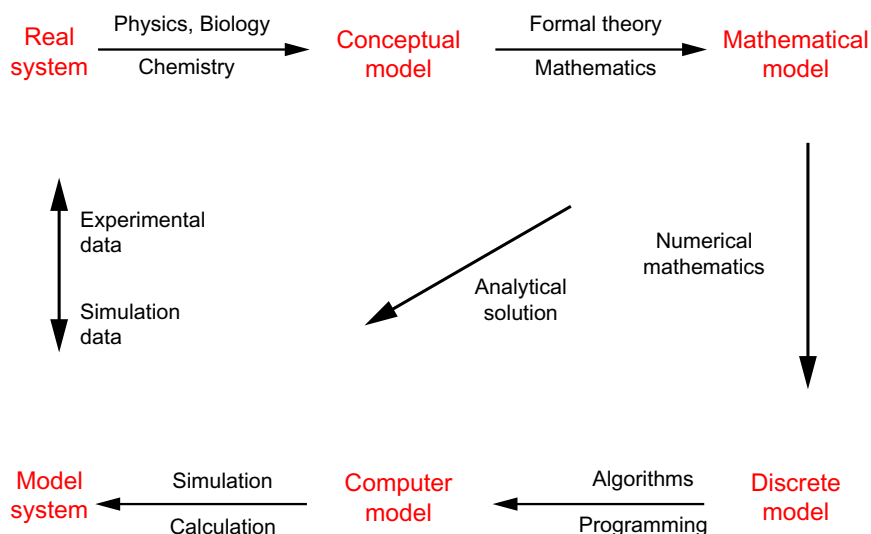 Real
system
Physics, Biology
Chemistry
Conceptual
model
Formal theory
Mathematics
Mathematical
model
Experimental
data
Simulation
data
Analytical
solution
Numerical
mathematics
Model
system
Simulation
Calculation
Computer
model
Algorithms
Programming
Discrete
model